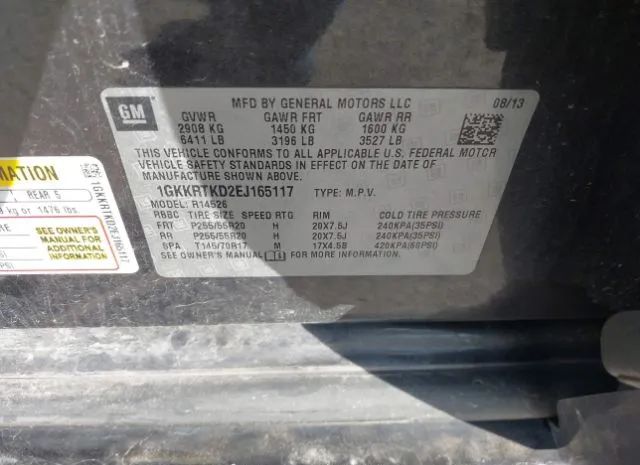 GM
MFD BY GENERAL MOTORS LLC 08/13
GVWR GAWR FRT GAWR RR
2908 KG 1450 KG 1600 KG
6411 LB 3196 LB 3527 LB
THIS VEHICLE CONFORMS TO ALL APPLICABLE U.S. FEDERAL MOTOR
VEHICLE SAFETY STANDARDS IN EFFECT ON THE DATE OF
MANUFACTURE SHOWN ABOVE.
1GKKRTKD2EJ165117 TYPE: M.P.V.
MODEL: R14526
RBBC TIRE SIZE SPEED RTG RIM COLD TIRE PRESSURE
FRT P255/55R20 H 20X7.5J 240KPA(35PSI)
RR P255/55R20 H 20X7.5J 240KPA(35PSI)
SPA T145/70R17 M 17X4.5B 420KPA(60PSI)
SEE OWNER'S MANUAL FOR ADDITIONAL INFORMATION.
MATION
REAR 5
kg or 1476 lbs.
SEE OWNER'S
MANUAL FOR
ADDITIONAL
INFORMATION
1GKKRTKD2EJ165117